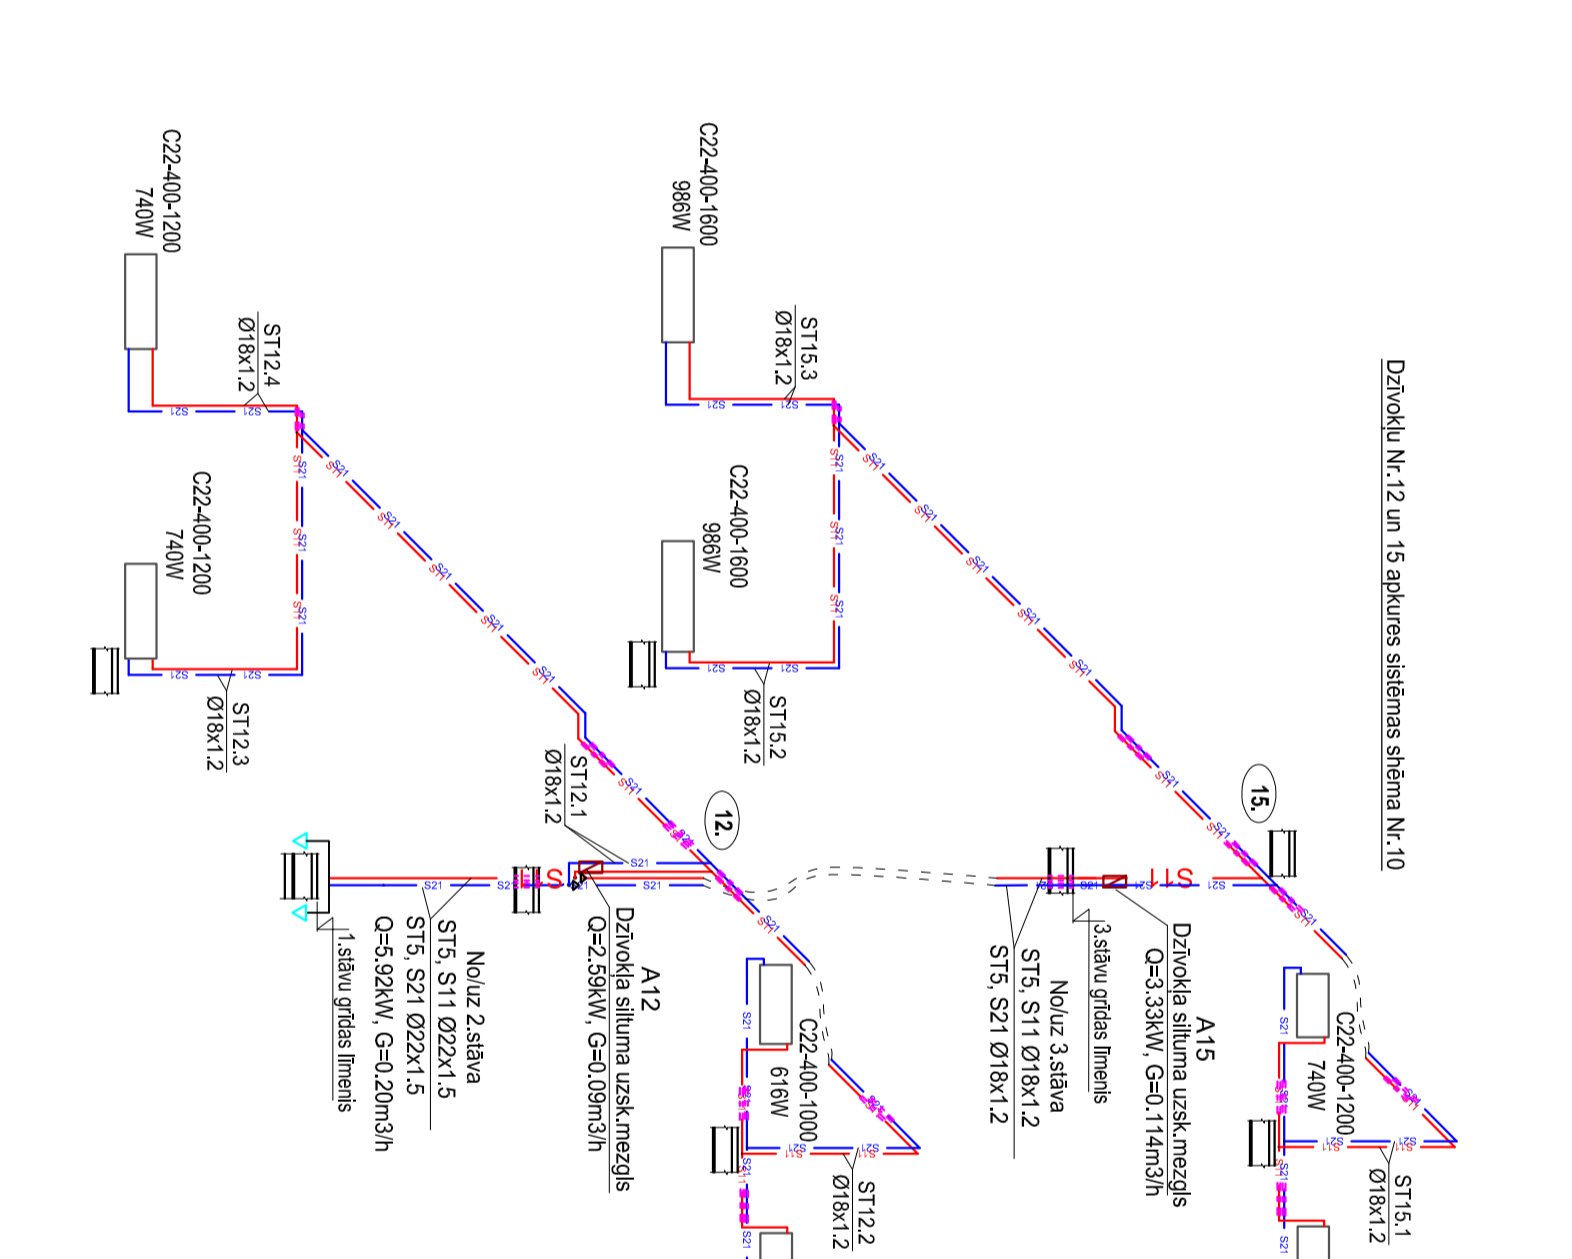 Dzīvokļu Nr.12 un 15 apkures sistēmas shēma Nr.10
C22-400-1600
986W
ST15.3
Ø18x1.2
C22-400-1600
986W
ST15.2
Ø18x1.2
15.
S11
Dzīvokļa siltuma uzsk.mezgls
A15
Q=3.33kW, G=0.114m3/h
3.stāvu grīdas līmenis
No/uz 3.stāva
ST5, S11 Ø18x1.2
ST5, S21 Ø18x1.2
C22-400-1200
740W
ST15.1
Ø18x1.2
C22-400-1200
740W
ST12.4
Ø18x1.2
C22-400-1200
740W
ST12.3
Ø18x1.2
ST12.1
Ø18x1.2
12.
S11
A12
Dzīvokļa siltuma uzsk.mezgls
Q=2.59kW, G=0.09m3/h
No/uz 2.stāva
ST5, S11 Ø22x1.5
ST5, S21 Ø22x1.5
Q=5.92kW, G=0.20m3/h
1.stāvu grīdas līmenis
C22-400-1000
616W
ST12.2
Ø18x1.2
S21
S11